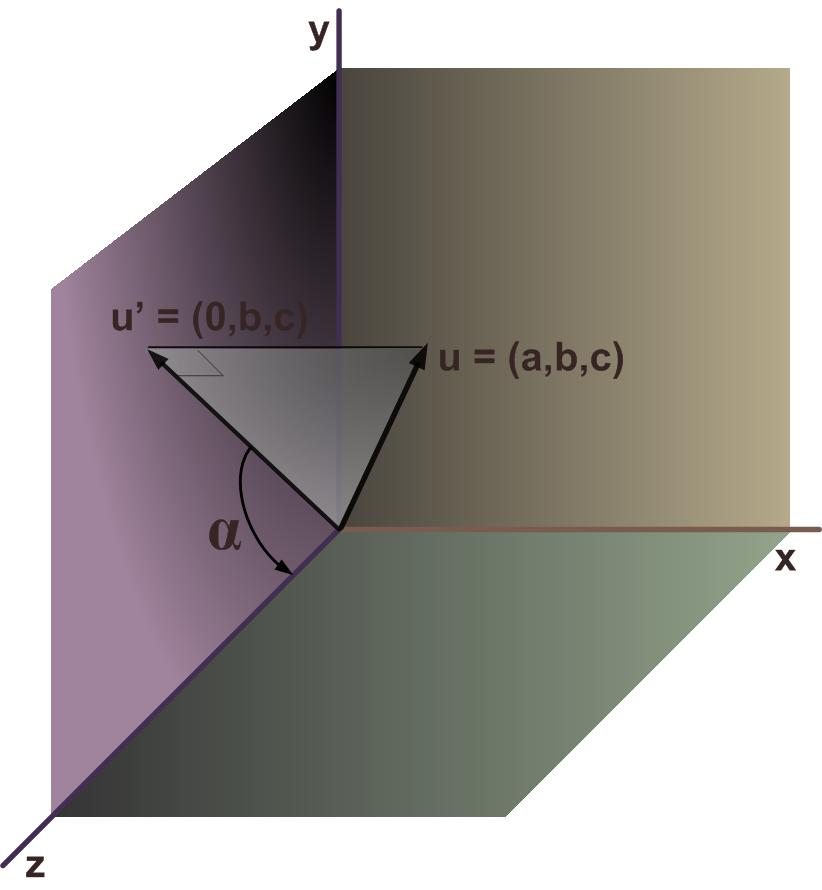 y
u’ = (0,b,c)
u = (a,b,c)
α
x
z